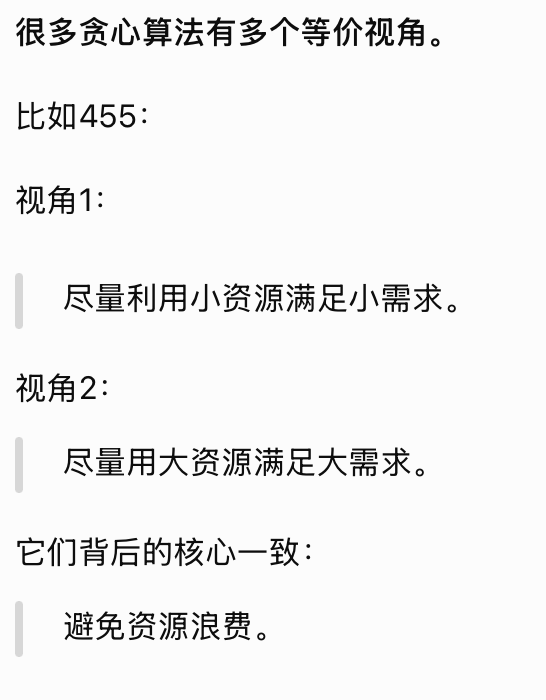 很多贪心算法有多个等价视角。
比如455：
视角1：
尽量利用小资源满足小需求。
视角2：
尽量用大资源满足大需求。
它们背后的核心一致：
避免资源浪费。